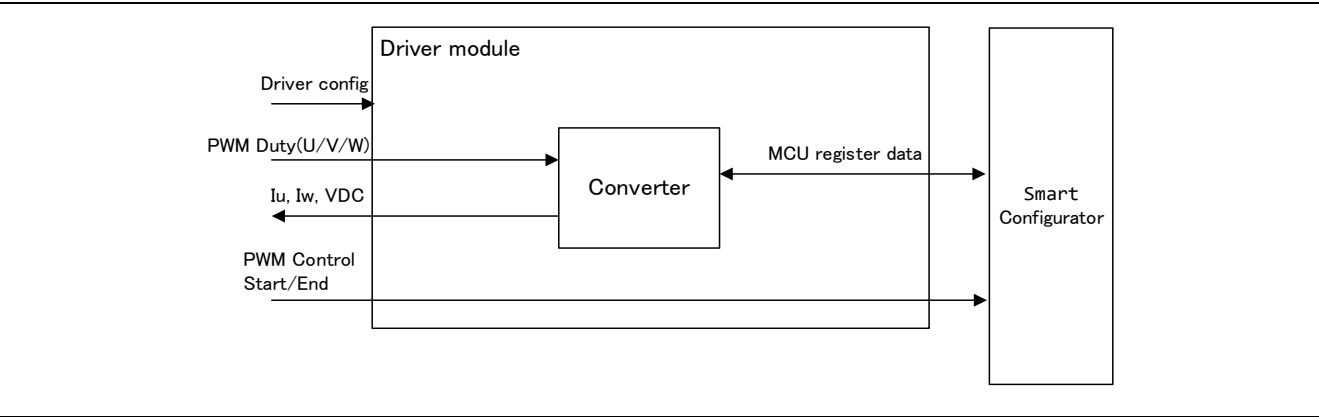 Driver module
Driver config
PWM Duty(U/V/W)
MCU register data
Converter
Iu, Iw, VDC
Smart
Configurator
PWM Control
Start/End